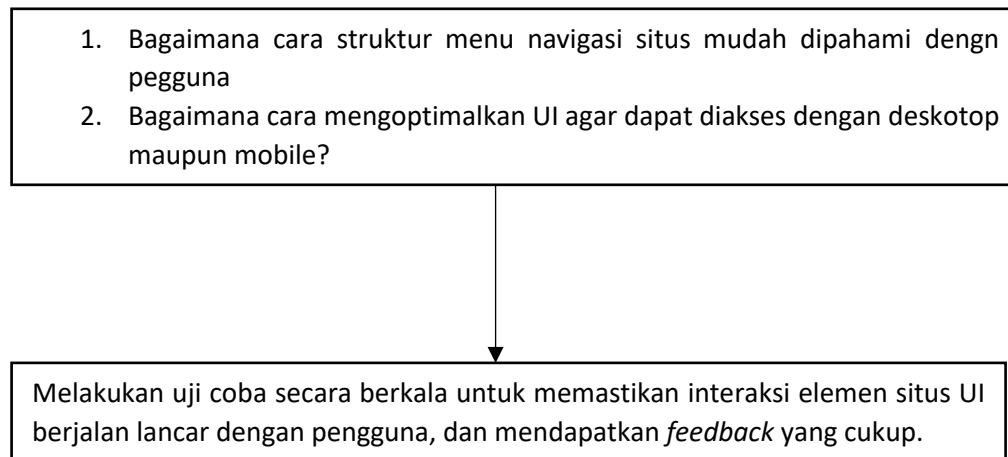 1. Bagaimana cara struktur menu navigasi situs mudah dipahami dengn
pegguna
2. Bagaimana cara mengoptimalkan UI agar dapat diakses dengan deskotop
maupun mobile?
Melakukan uji coba secara berkala untuk memastikan interaksi elemen situs UI
berjalan lancar dengan pengguna, dan mendapatkan feedback yang cukup.